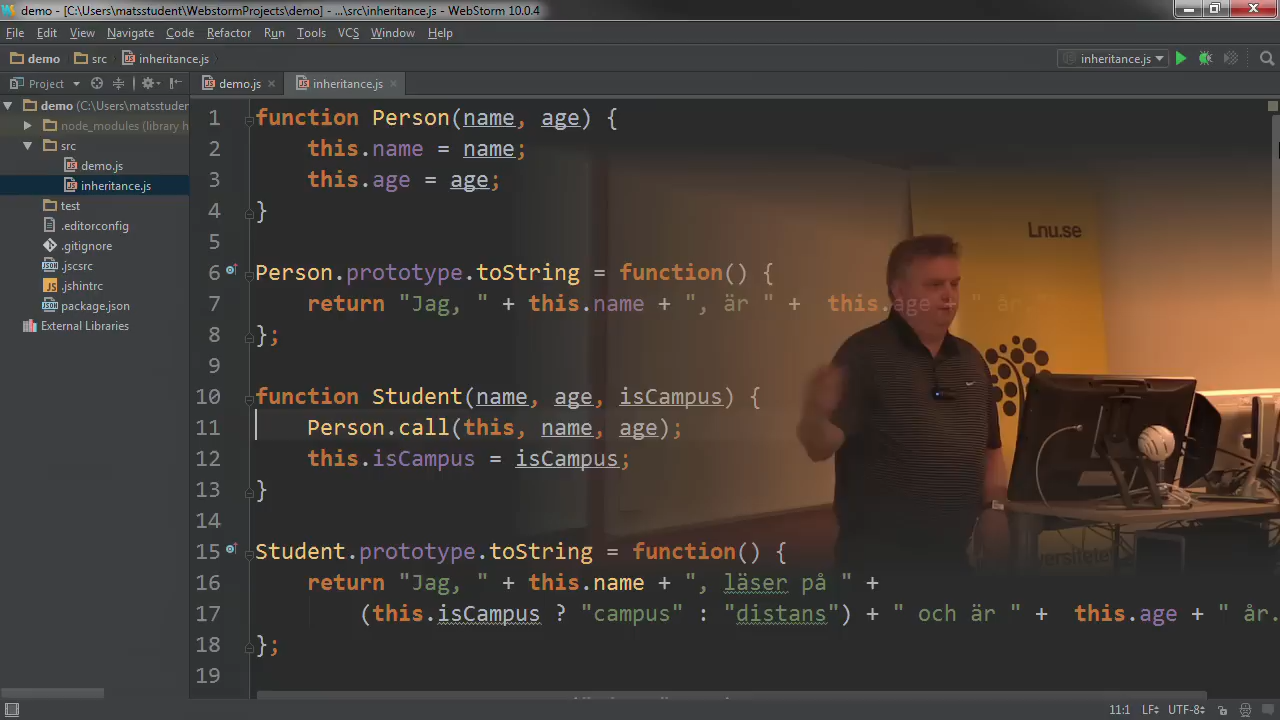 demo - [C:\Users\matsstudent\WebstormProjects\demo] - ...\src\inheritance.js - WebStorm 10.0.4
File Edit View Navigate Code Refactor Run Tools VCS Window Help
demo src inheritance.js
inheritance.js
Project
demo.js
inheritance.js
demo (C:\Users\matsstuden
node_modules (library h
src
demo.js
inheritance.js
test
.editorconfig
.gitignore
.jscsrc
.jshintrc
package.json
External Libraries
1 function Person(name, age) {
2 this.name = name;
3 this.age = age;
4 }
5
6 Person.prototype.toString = function() {
7 return "Jag, " + this.name + ", är " + this.age + " år.
8 };
9
10 function Student(name, age, isCampus) {
11 Person.call(this, name, age);
12 this.isCampus = isCampus;
13 }
14
15 Student.prototype.toString = function() {
16 return "Jag, " + this.name + ", läser på " +
17 (this.isCampus ? "campus" : "distans") + " och är " + this.age + " år.
18 };
19
Lnu.se
11:1 LF UTF-8